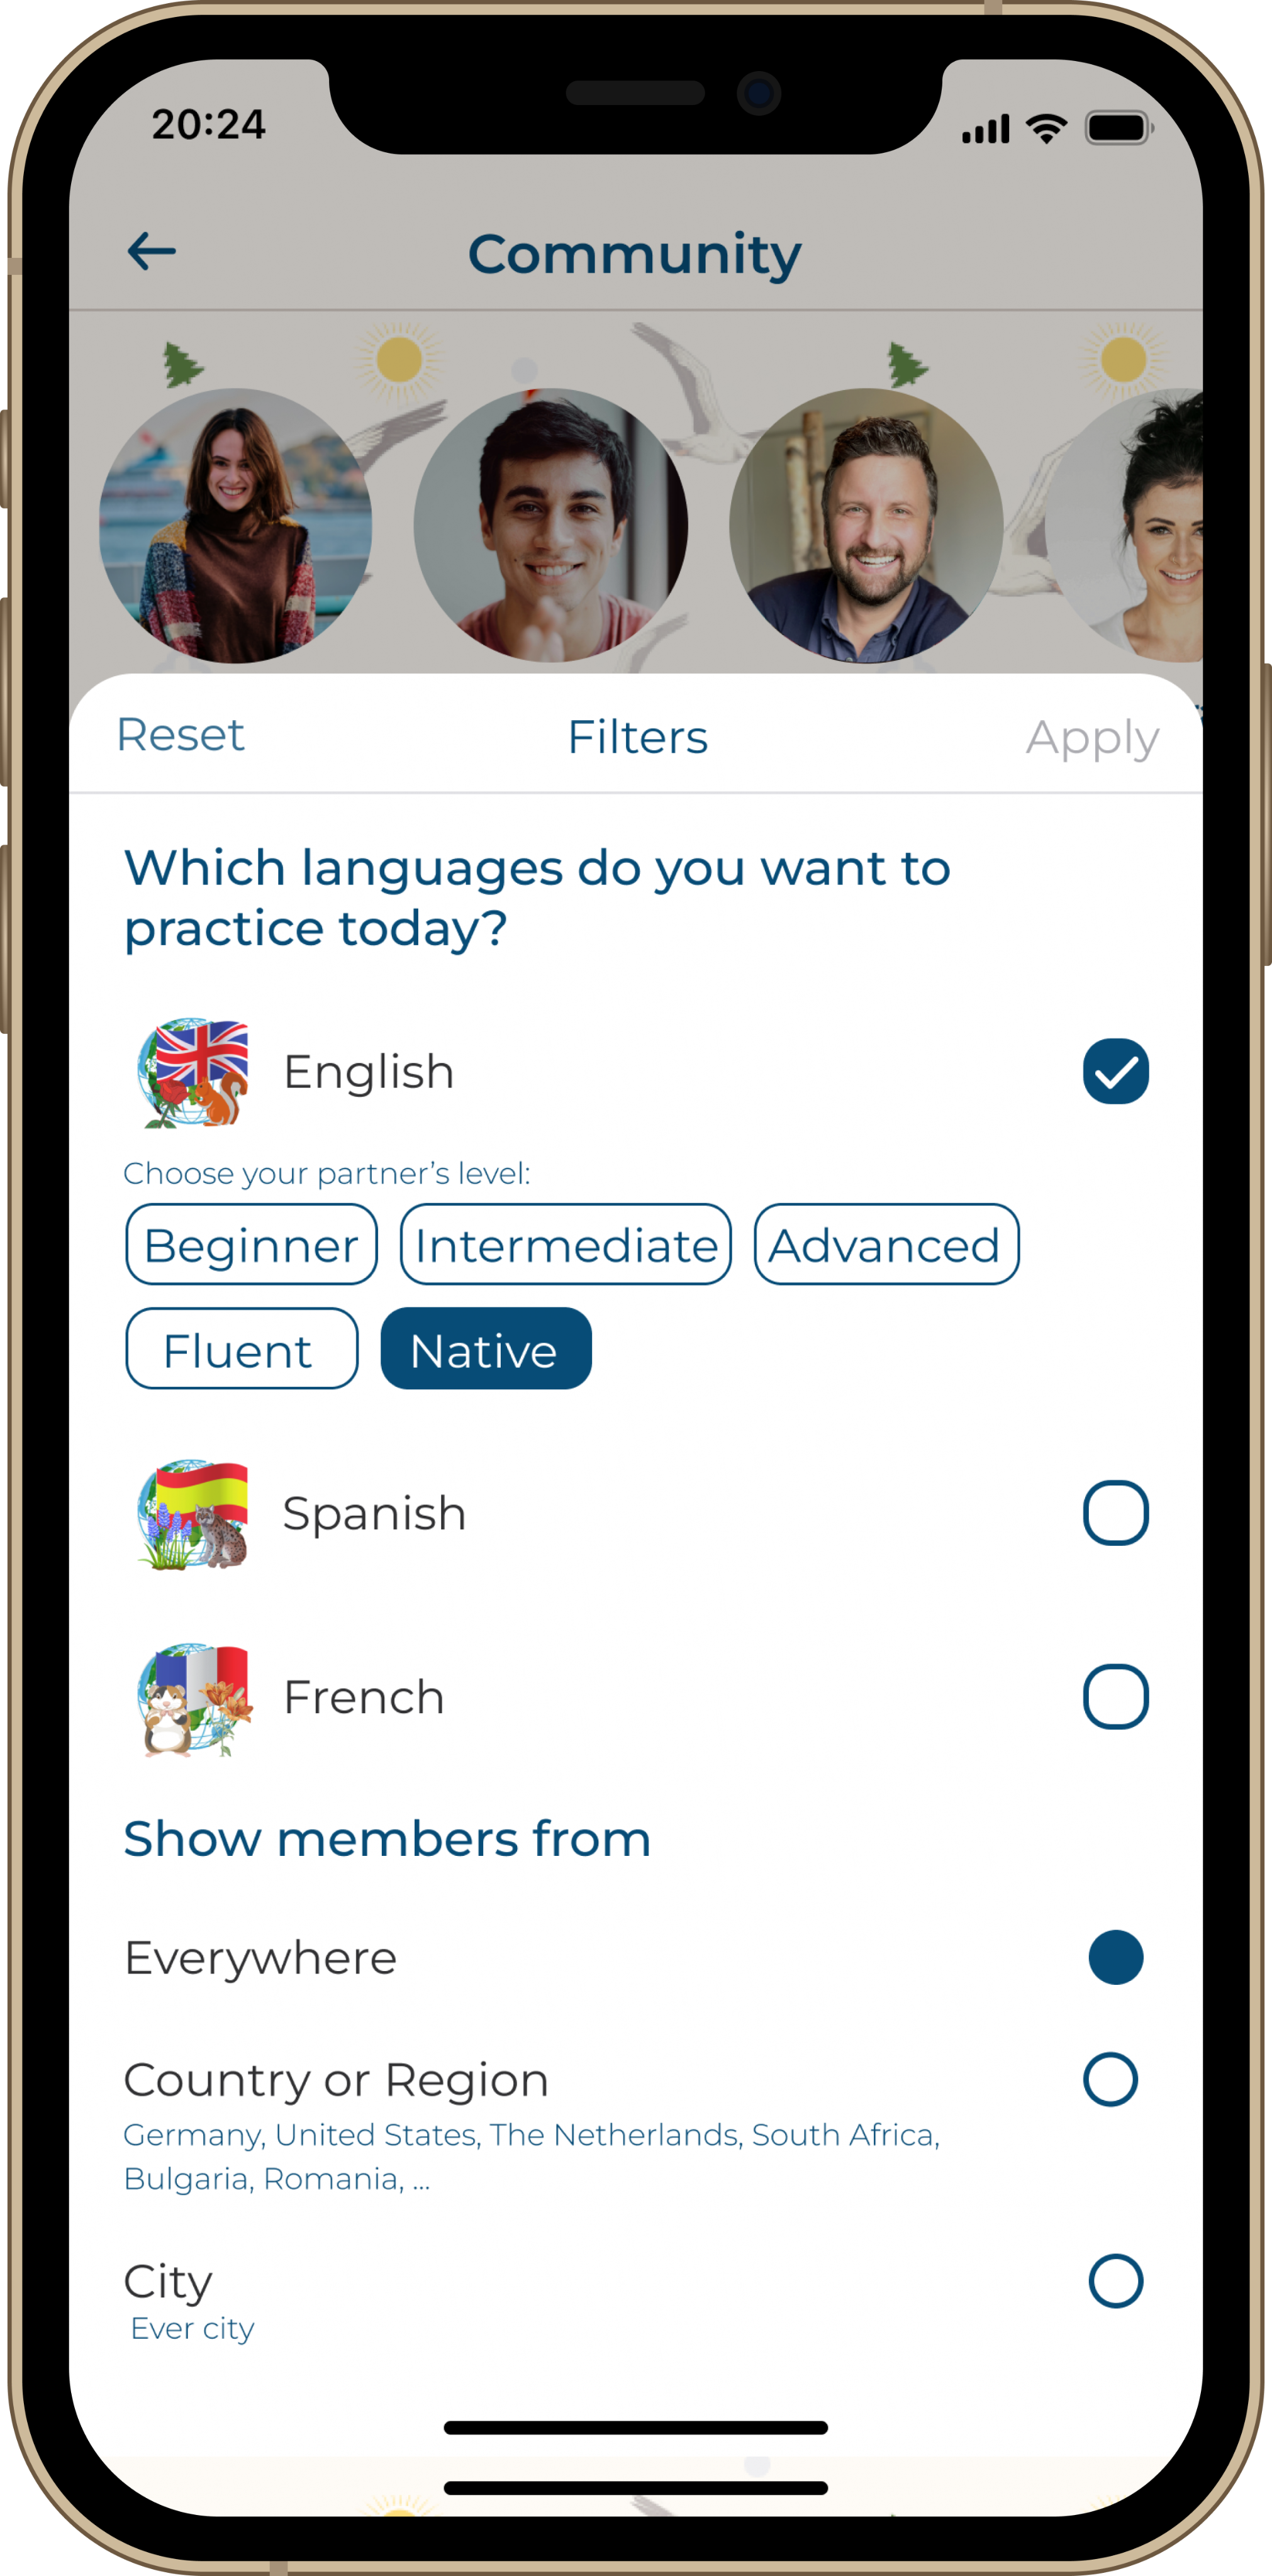 20:24
Community
Reset
Filters
Apply
Which languages do you want to
practice today?
English
Choose your partner’s level:
Beginner
Intermediate
Advanced
Fluent
Native
Spanish
French
Show members from
Everywhere
Country or Region
Germany, United States, The Netherlands, South Africa,
Bulgaria, Romania, ...
City
Ever city